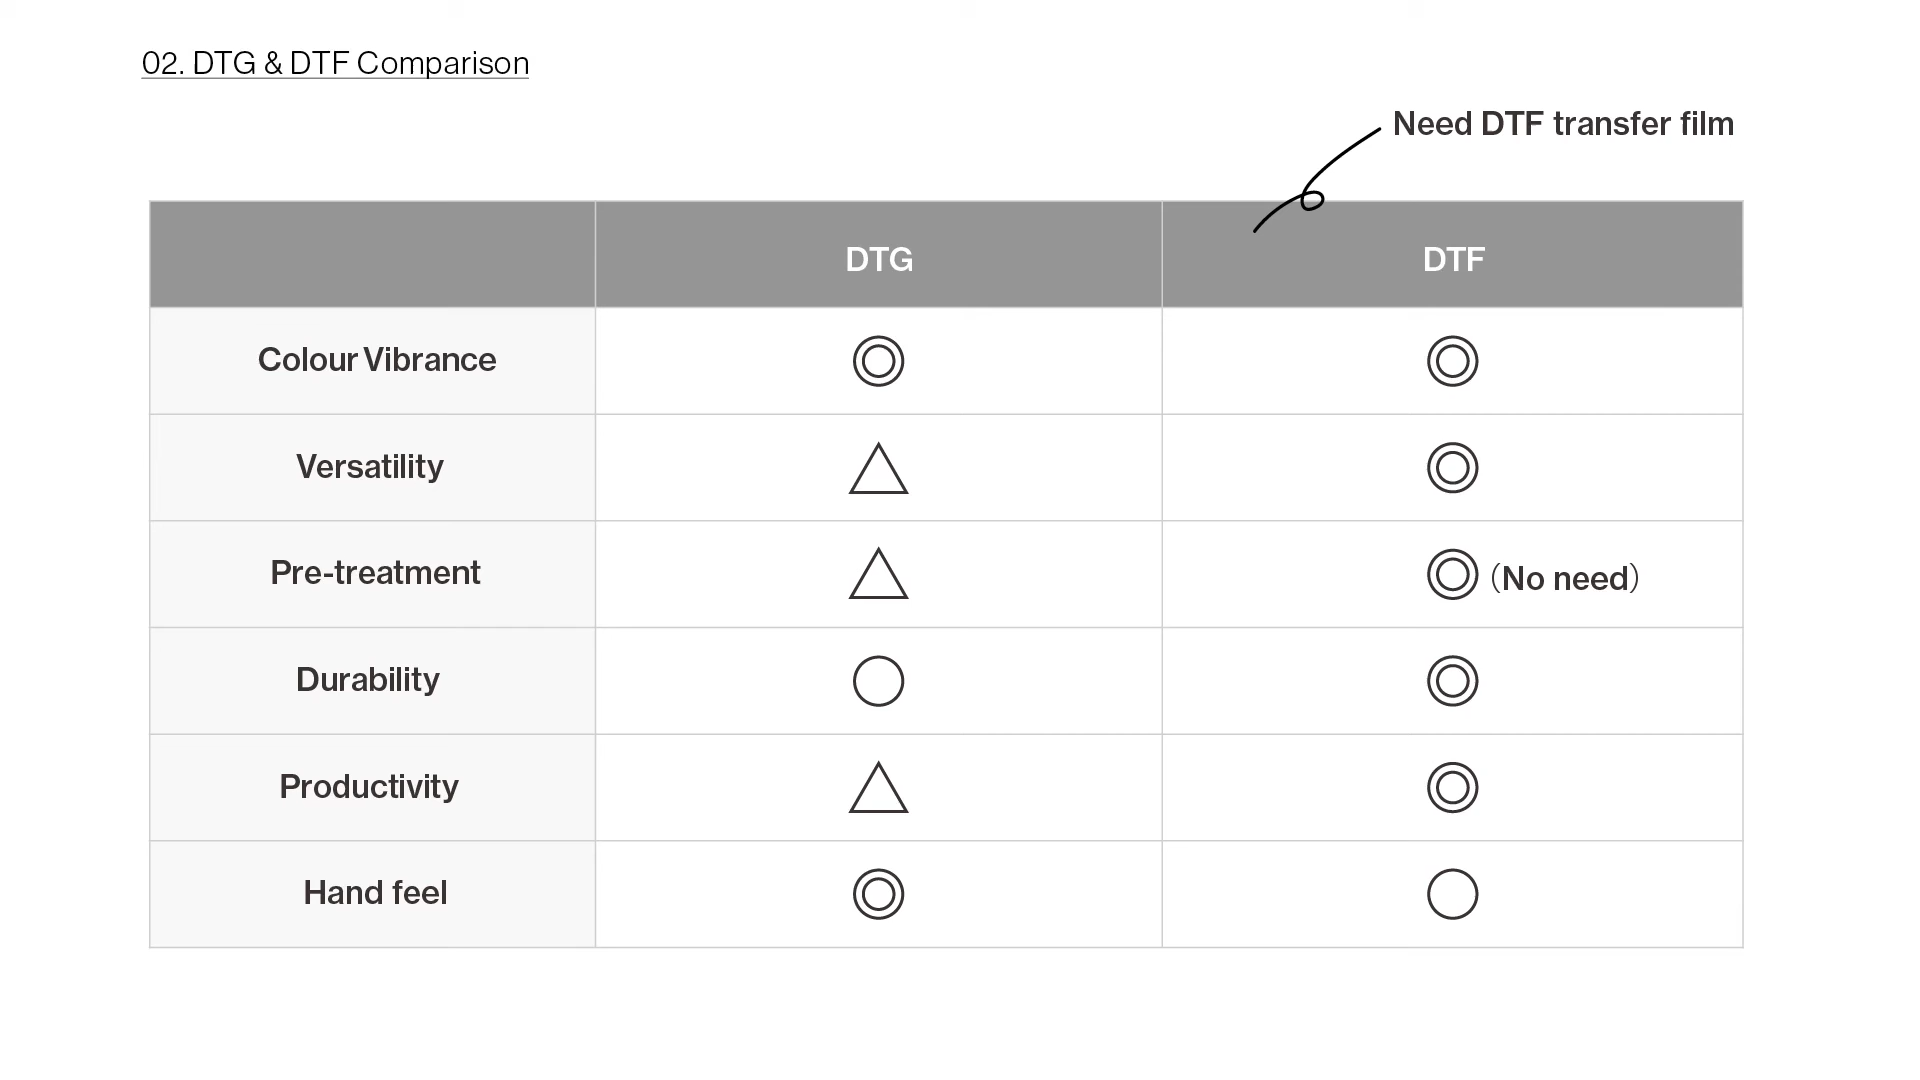 02. DTG & DTF Comparison
Need DTF transfer film
DTG DTF
Colour Vibrance ◎ ◎
Versatility △ ◎
Pre-treatment △ ◎ (No need)
Durability ○ ◎
Productivity △ ◎
Hand feel ◎ ○